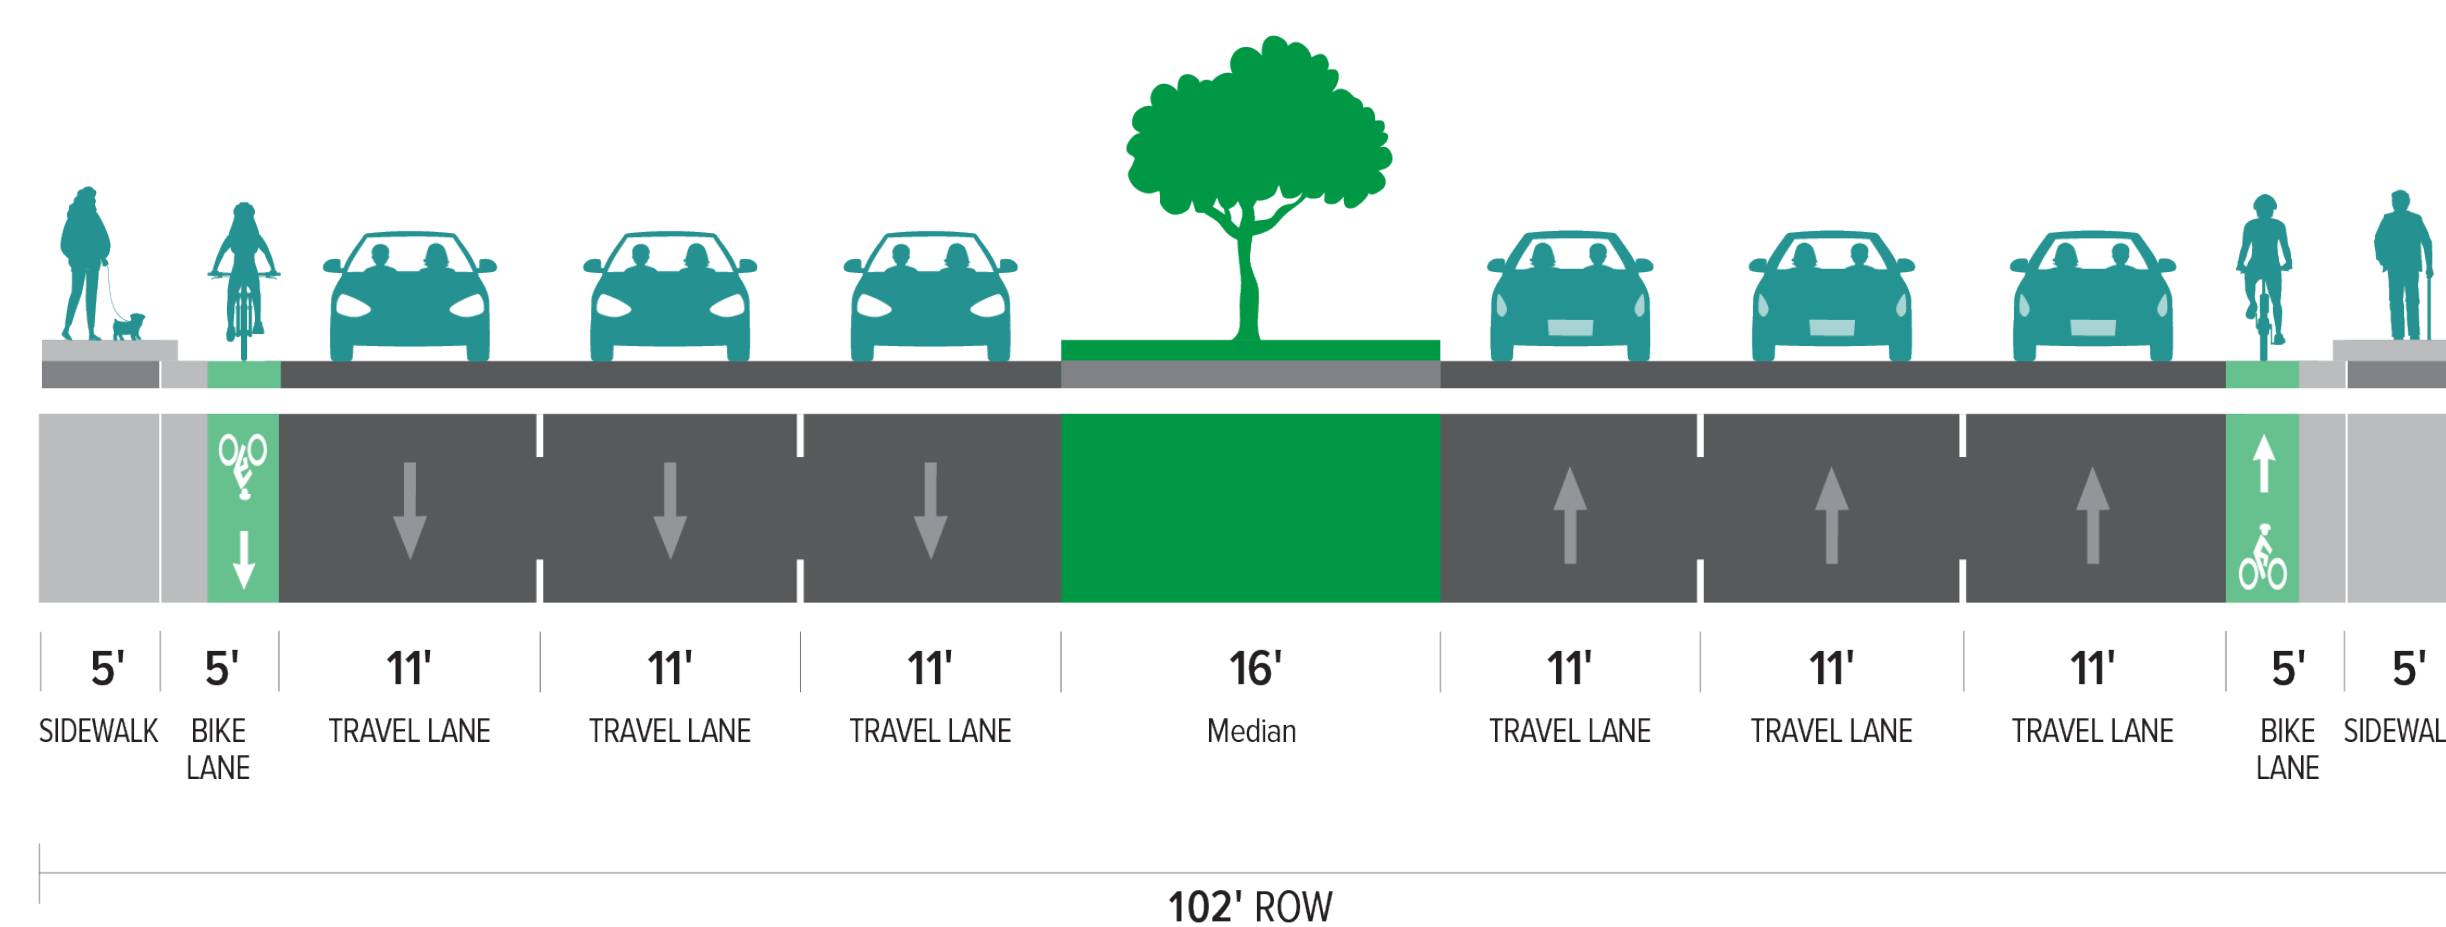 5' 5' 11' 11' 11' 16' 11' 11' 11' 5' 5'
SIDEWALK BIKE TRAVEL LANE TRAVEL LANE TRAVEL LANE Median TRAVEL LANE TRAVEL LANE TRAVEL LANE BIKE SIDEWAL
LANE LANE
102' ROW